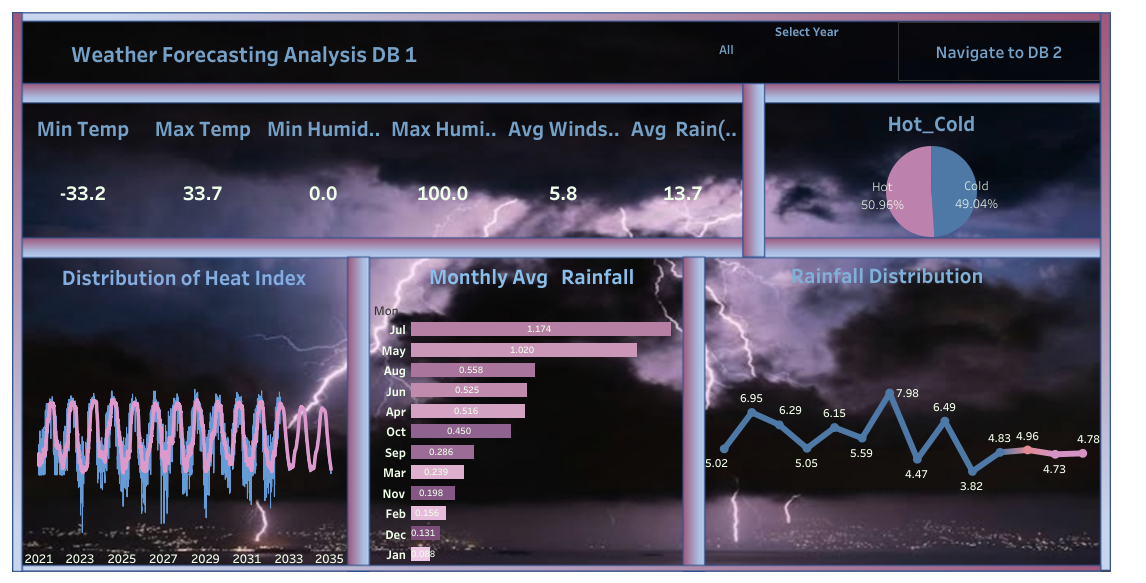 Weather Forecasting Analysis DB 1
Select Year
All
Navigate to DB 2
Min Temp Max Temp Min Humid.. Max Humi.. Avg Winds.. Avg Rain(..
-33.2 33.7 0.0 100.0 5.8 13.7
Hot_Cold
Hot
50.96%
Cold
49.04%
Distribution of Heat Index
2021 2023 2025 2027 2029 2031 2033 2035
Monthly Avg Rainfall
Mon
Jul 1.174
May 1.020
Aug 0.558
Jun 0.525
Apr 0.516
Oct 0.450
Sep 0.286
Mar 0.239
Nov 0.198
Feb 0.156
Dec 0.131
Jan 0.088
Rainfall Distribution
5.02 6.95 6.29 5.05 6.15 5.59 7.98 4.47 6.49 3.82 4.83 4.96 4.73 4.78